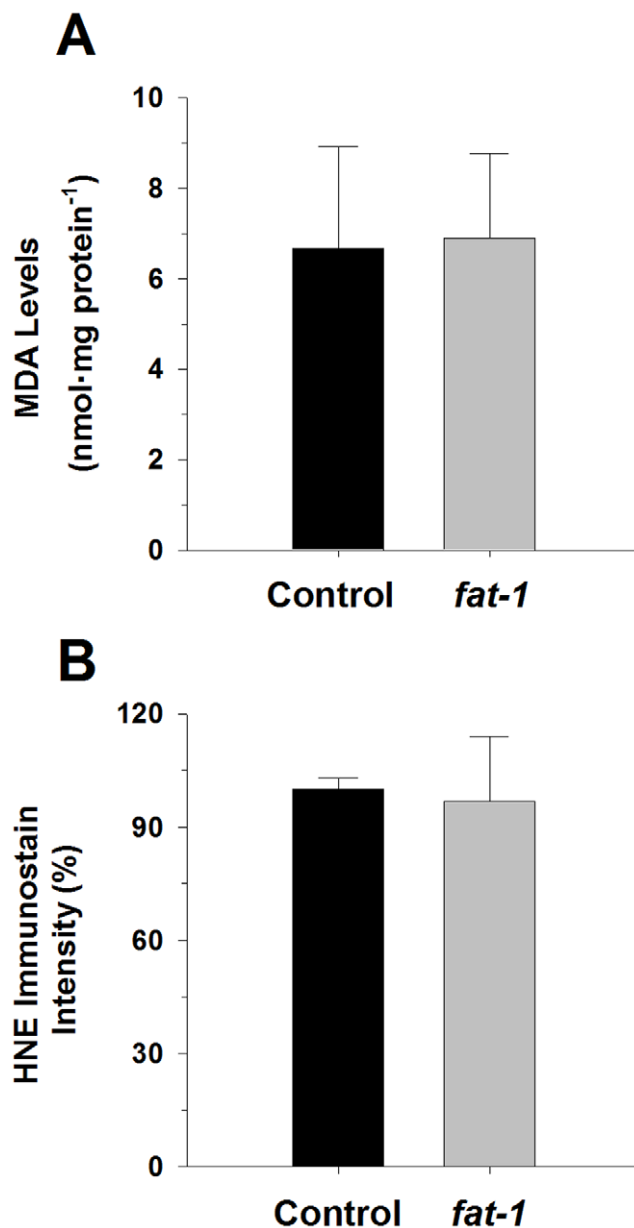 A
10
8
6
4
2
0
MDA Levels
(nmol·mg protein⁻¹)
Control fat-1
B
120
90
60
30
0
HNE Immunostain
Intensity (%)
Control fat-1